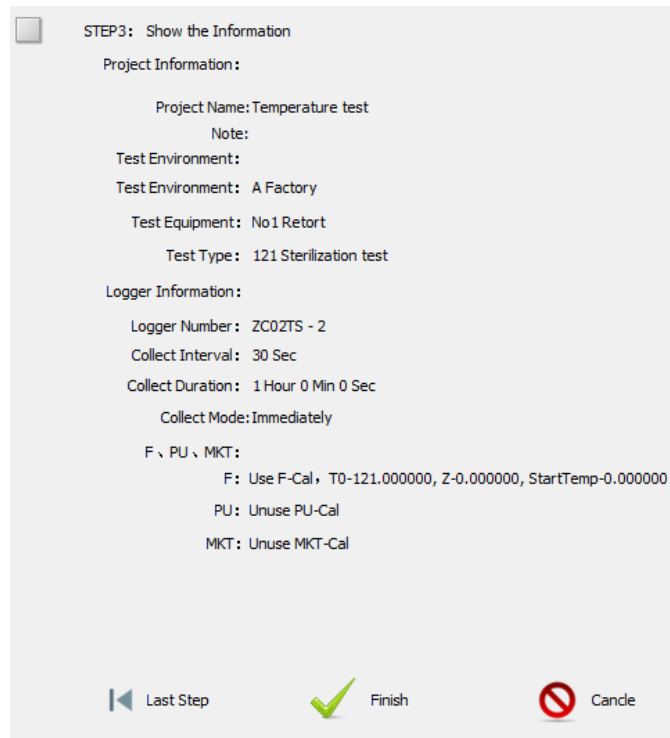 STEP3： Show the Information
Project Information：
Project Name:Temperature test
Note:
Test Environment：
Test Environment： A Factory
Test Equipment： No1 Retort
Test Type： 121 Sterilization test
Logger Information：
Logger Number： ZC02TS - 2
Collect Interval： 30 Sec
Collect Duration： 1 Hour 0 Min 0 Sec
Collect Mode:Immediately
F、PU、MKT：
F： Use F-Cal，T0-121.000000, Z-0.000000, StartTemp-0.000000
PU： Unuse PU-Cal
MKT： Unuse MKT-Cal
Last Step Finish Cancle